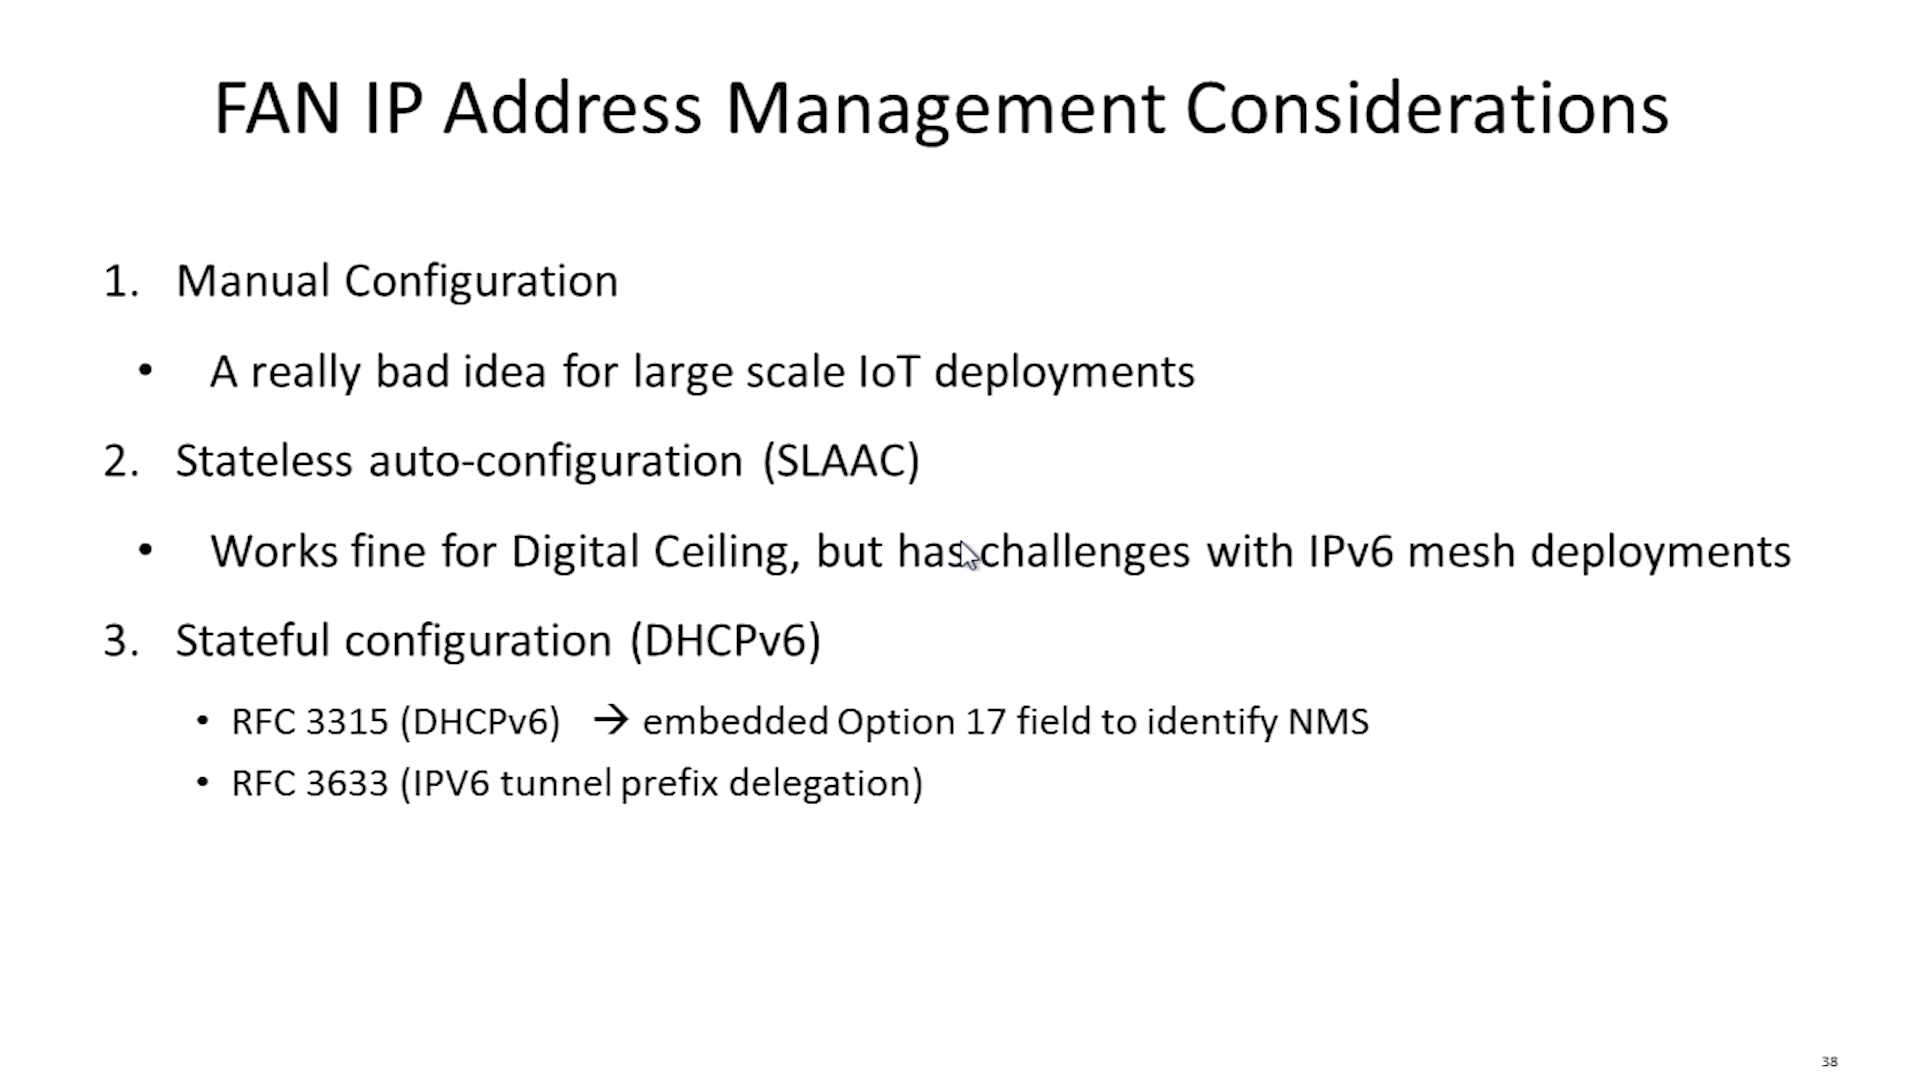 FAN IP Address Management Considerations
1. Manual Configuration
• A really bad idea for large scale IoT deployments
2. Stateless auto-configuration (SLAAC)
• Works fine for Digital Ceiling, but has challenges with IPv6 mesh deployments
3. Stateful configuration (DHCPv6)
• RFC 3315 (DHCPv6) → embedded Option 17 field to identify NMS
• RFC 3633 (IPV6 tunnel prefix delegation)
38